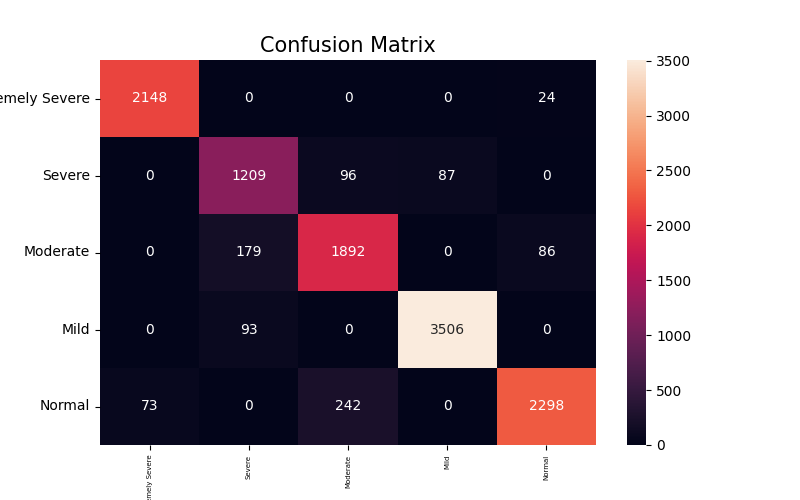 Confusion Matrix
emely Severe 2148 0 0 0 24
Severe 0 1209 96 87 0
Moderate 0 179 1892 0 86
Mild 0 93 0 3506 0
Normal 73 0 242 0 2298
emely Severe Severe Moderate Mild Normal
3500
3000
2500
2000
1500
1000
500
0